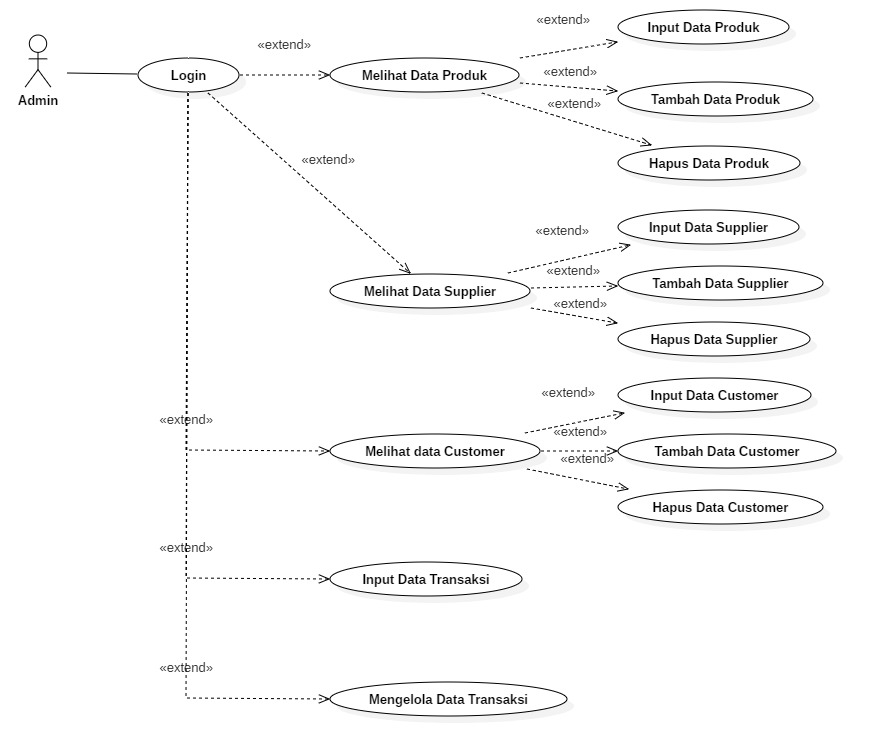 Admin
Login
«extend»
Melihat Data Produk
«extend»
Input Data Produk
«extend»
Tambah Data Produk
«extend»
Hapus Data Produk
«extend»
Melihat Data Supplier
«extend»
Input Data Supplier
«extend»
Tambah Data Supplier
«extend»
Hapus Data Supplier
«extend»
Melihat data Customer
«extend»
Input Data Customer
«extend»
Tambah Data Customer
«extend»
Hapus Data Customer
«extend»
Input Data Transaksi
«extend»
Mengelola Data Transaksi